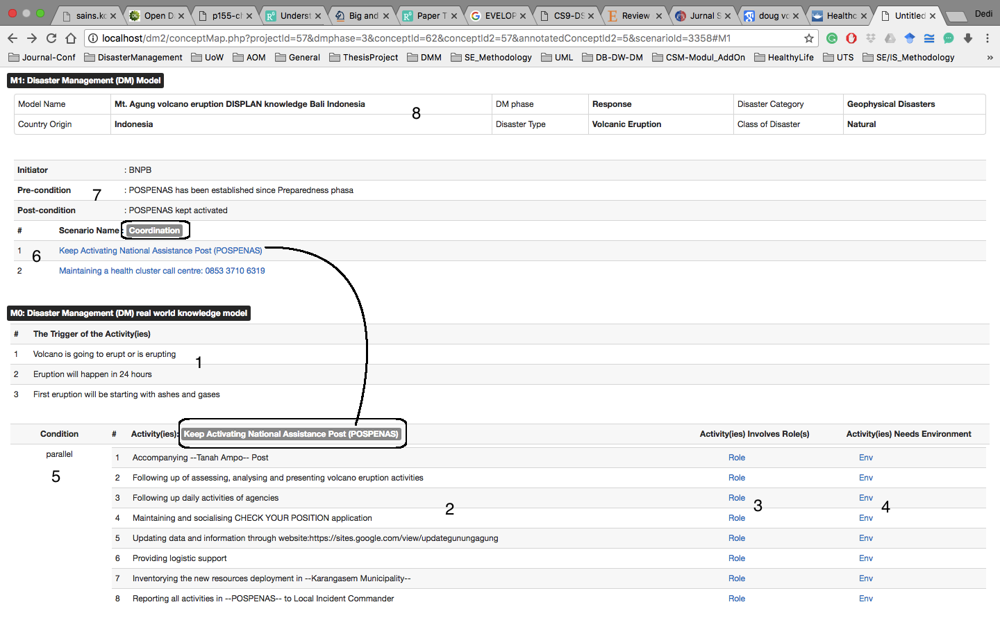 sains.kc Open D p155-cl Underst Big and Paper T EVELOP CS9-DS Review Jurnal S doug vo Healthc Untitled Dedi
localhost/dm2/conceptMap.php?projectId=57&dmphase=3&conceptId=62&conceptId2=57&annotatedConceptId2=5&scenarioId=3358#M1
Journal-Conf DisasterManagement UoW AOM General ThesisProject DMM SE_Methodology UML DB-DW-DM CSM-Modul_AddOn HealthyLife UTS SE/IS_Methodology »
M1: Disaster Management (DM) Model
Model Name Mt. Agung volcano eruption DISPLAN knowledge Bali Indonesia 8 DM phase Response Disaster Category Geophysical Disasters
Country Origin Indonesia Disaster Type Volcanic Eruption Class of Disaster Natural
Initiator : BNPB
Pre-condition 7 : POSPENAS has been established since Preparedness phasa
Post-condition : POSPENAS kept activated
# Scenario Name : Coordination
1 6 Keep Activating National Assistance Post (POSPENAS)
2 Maintaining a health cluster call centre: 0853 3710 6319
M0: Disaster Management (DM) real world knowledge model
# The Trigger of the Activity(ies)
1 Volcano is going to erupt or is erupting 1
2 Eruption will happen in 24 hours
3 First eruption will be starting with ashes and gases
Condition # Activity(ies): Keep Activating National Assistance Post (POSPENAS) Activity(ies) Involves Role(s) Activity(ies) Needs Environment
parallel 1 Accompanying --Tanah Ampo-- Post Role Env
5 2 Following up of assessing, analysing and presenting volcano eruption activities Role Env
3 Following up daily activities of agencies 2 Role 3 Env 4
4 Maintaining and socialising CHECK YOUR POSITION application Role Env
5 Updating data and information through website:https://sites.google.com/view/updategunungagung Role Env
6 Providing logistic support Role Env
7 Inventorying the new resources deployment in --Karangasem Municipality-- Role Env
8 Reporting all activities in --POSPENAS-- to Local Incident Commander Role Env